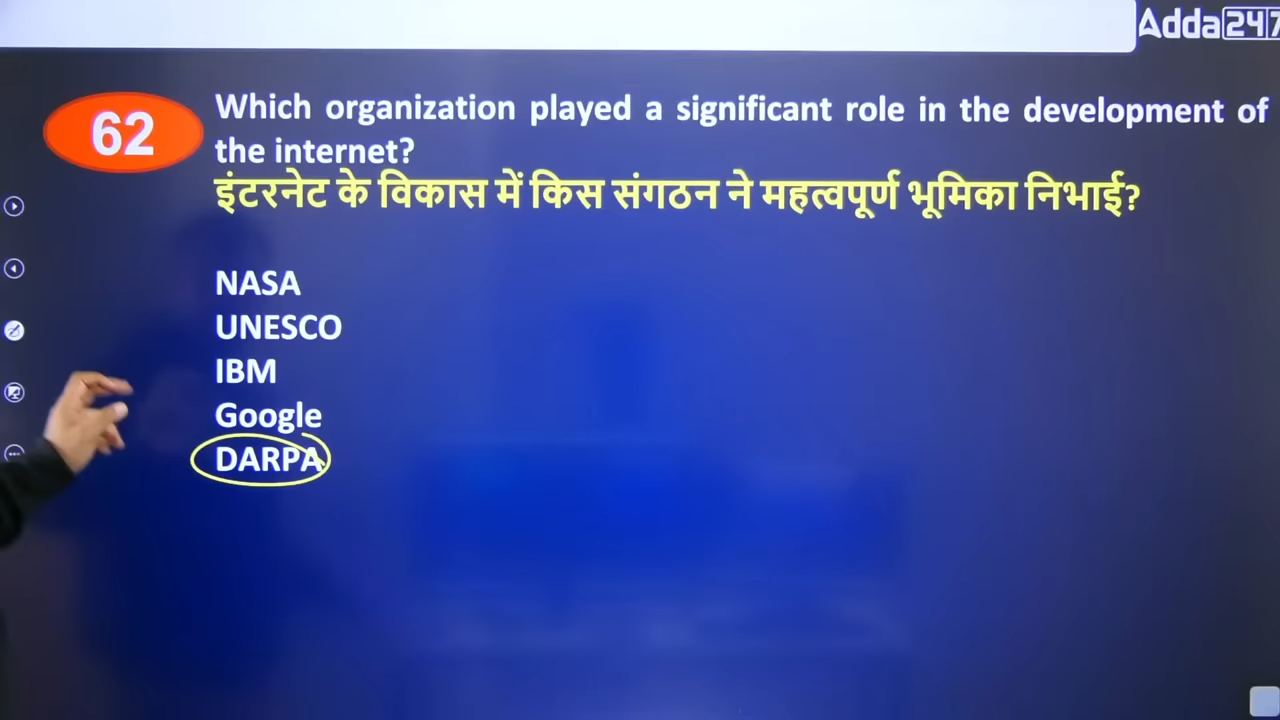 Adda247
62
Which organization played a significant role in the development of
the internet?
इंटरनेट के विकास में किस संगठन ने महत्वपूर्ण भूमिका निभाई?
NASA
UNESCO
IBM
Google
DARPA